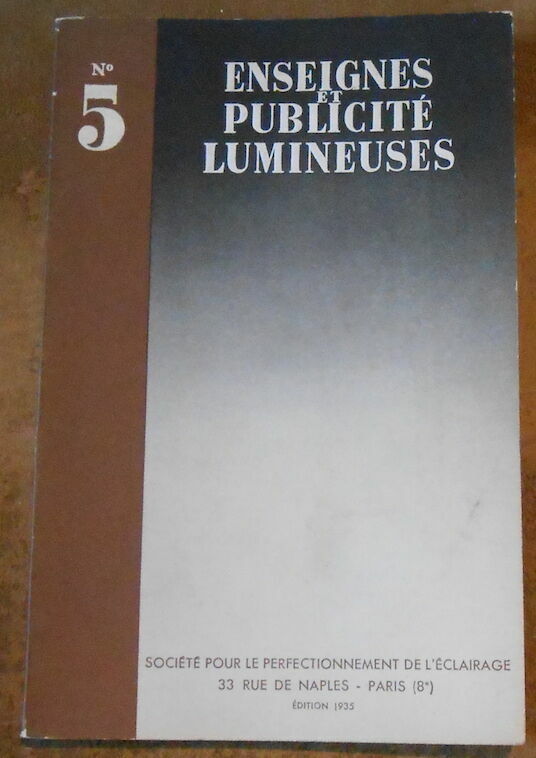 Nº
5
ENSEIGNES
ET
PUBLICITÉ
LUMINEUSES
SOCIÉTÉ POUR LE PERFECTIONNEMENT DE L'ÉCLAIRAGE
33 RUE DE NAPLES - PARIS (8ᵉ)
ÉDITION 1935